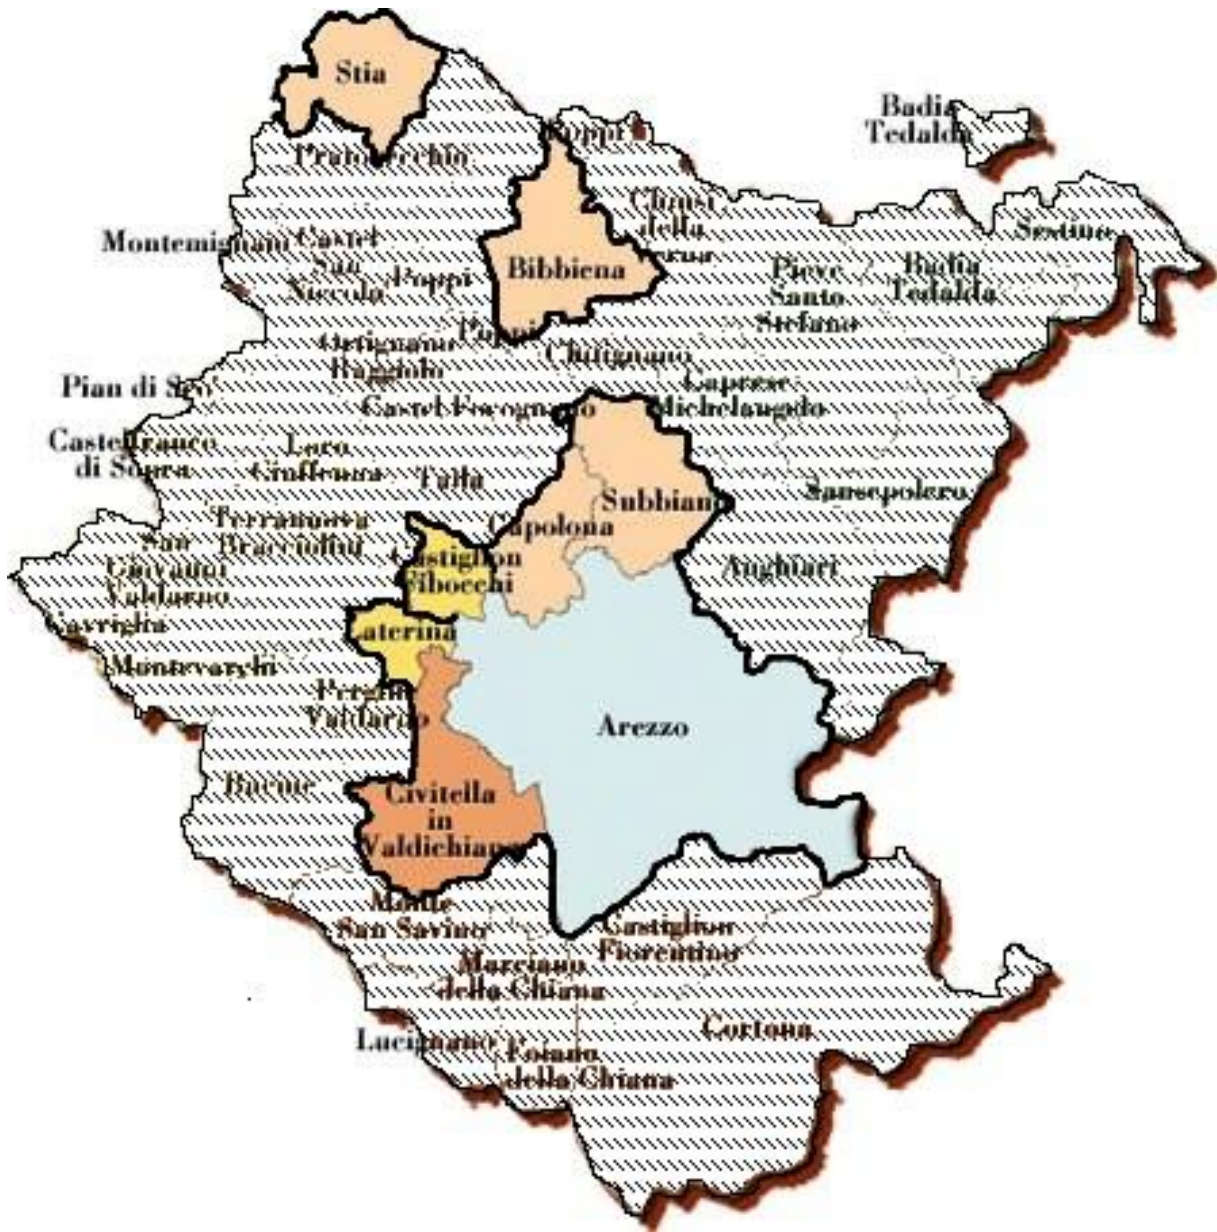 Stia
Badia
Tedalda
Poppi
Pratovecchio
Chiusi
della
Verna
Sestino
Montemignaio
Castel
San
Niccolo
Poppi
Bibbiena
Pieve
Santo
Stefano
Badia
Tedalda
Poppi
Ortignano
Raggiolo
Chitignano
Pian di Sco'
Caprese
Michelangelo
Castel Focognano
Castelfranco
di Sopra
Loro
Ciuffenna
Talla
Subbiano
Sansepolcro
Capolona
Terranuova
Bracciolini
San
Giovanni
Valdarno
Castiglion
Fibocchi
Anghiari
Cavriglia
Laterina
Montevarchi
Pergine
Valdarno
Arezzo
Bucine
Civitella
in
Valdichiana
Monte
San Savino
Castiglion
Fiorentino
Marciano
della Chiana
Cortona
Lucignano
Foiano
della Chiana